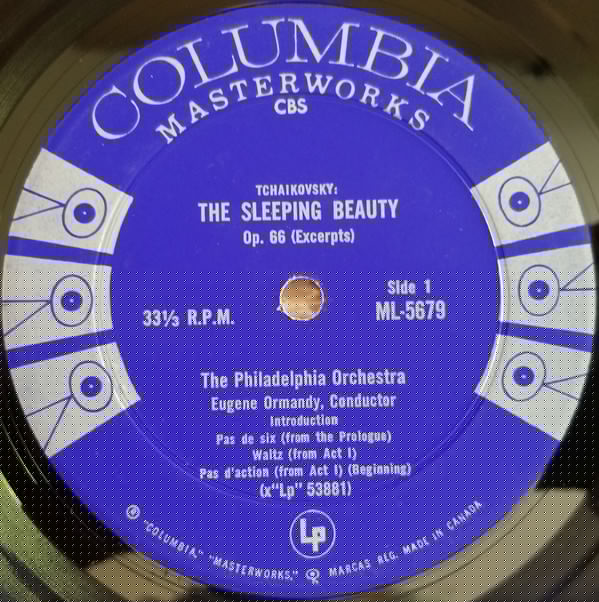 COLUMBIA
MASTERWORKS
CBS
TCHAIKOVSKY:
THE SLEEPING BEAUTY
Op. 66 (Excerpts)
33⅓ R.P.M.
Side 1
ML-5679
The Philadelphia Orchestra
Eugene Ormandy, Conductor
Introduction
Pas de six (from the Prologue)
Waltz (from Act I)
Pas d'action (from Act I) (Beginning)
(x"Lp" 53881)
Lp
Ⓟ "COLUMBIA," "MASTERWORKS," MARCAS REG. MADE IN CANADA